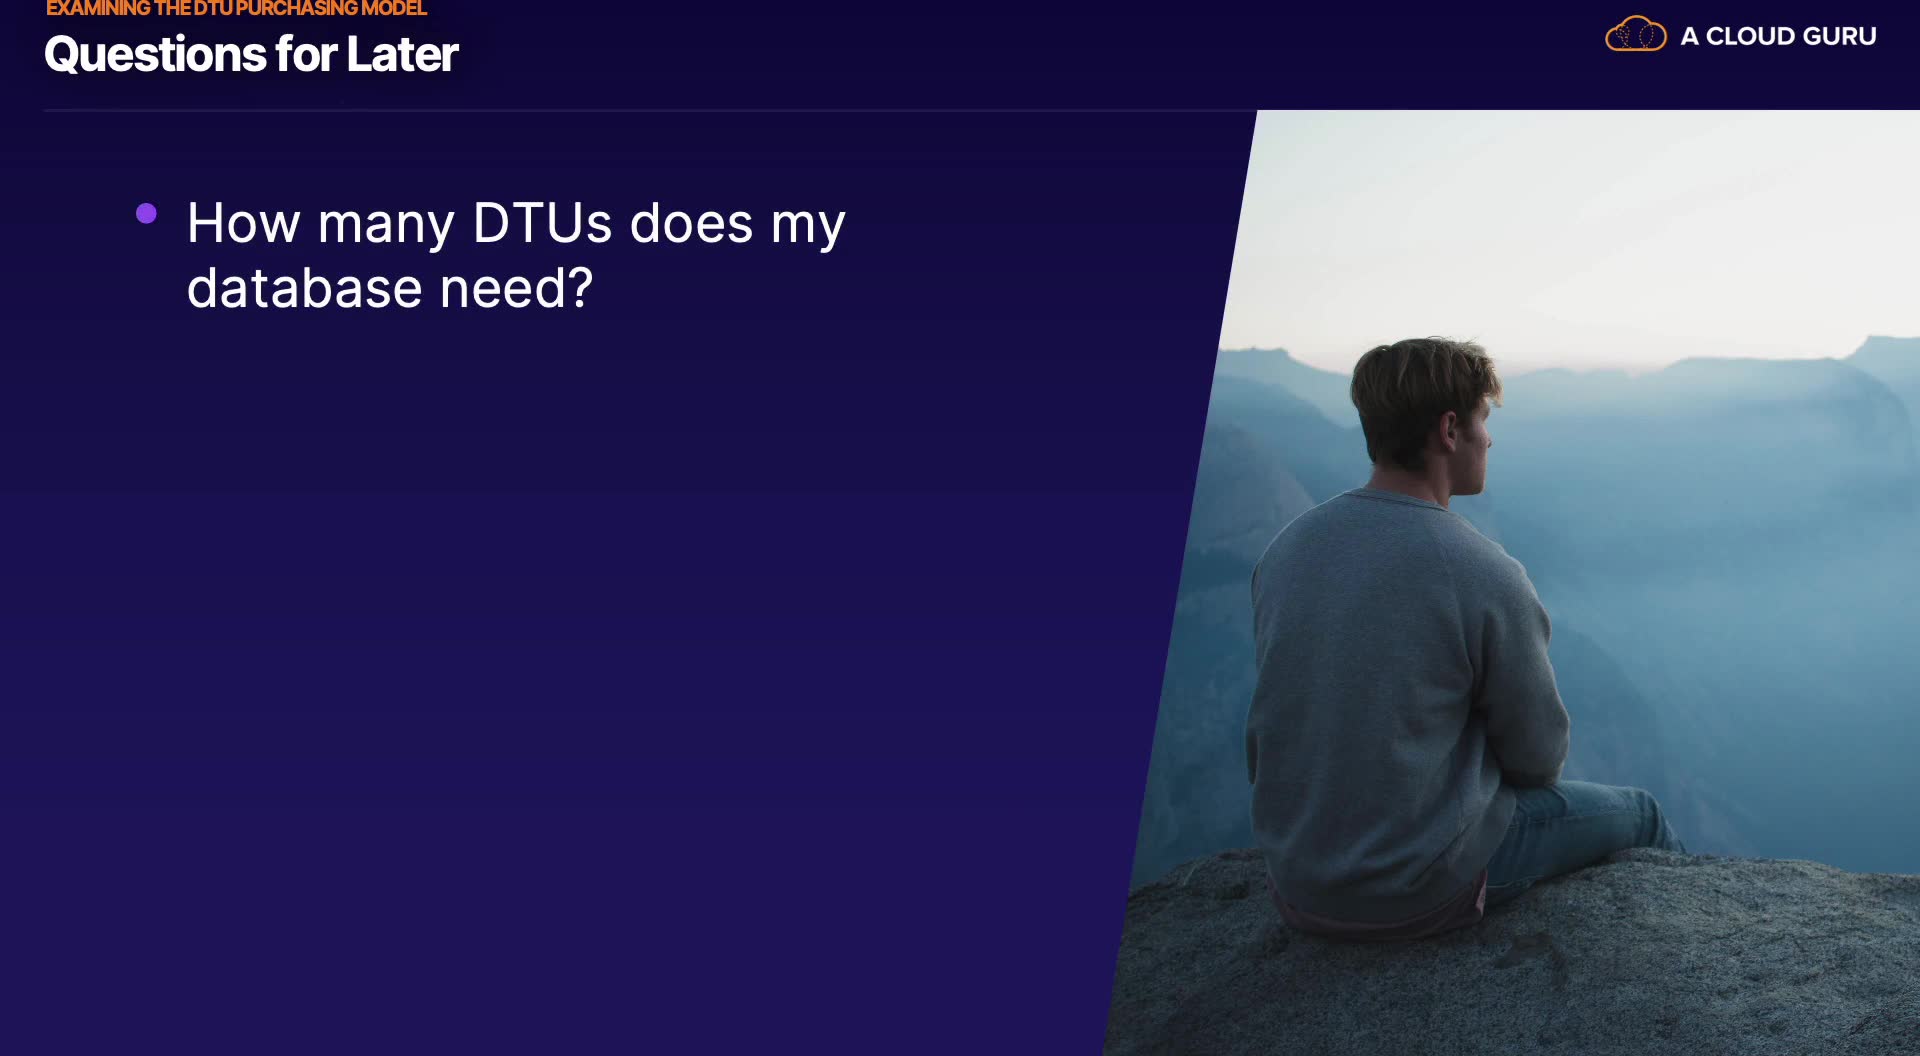 EXAMINING THE DTU PURCHASING MODEL
Questions for Later
A CLOUD GURU
How many DTUs does my
database need?